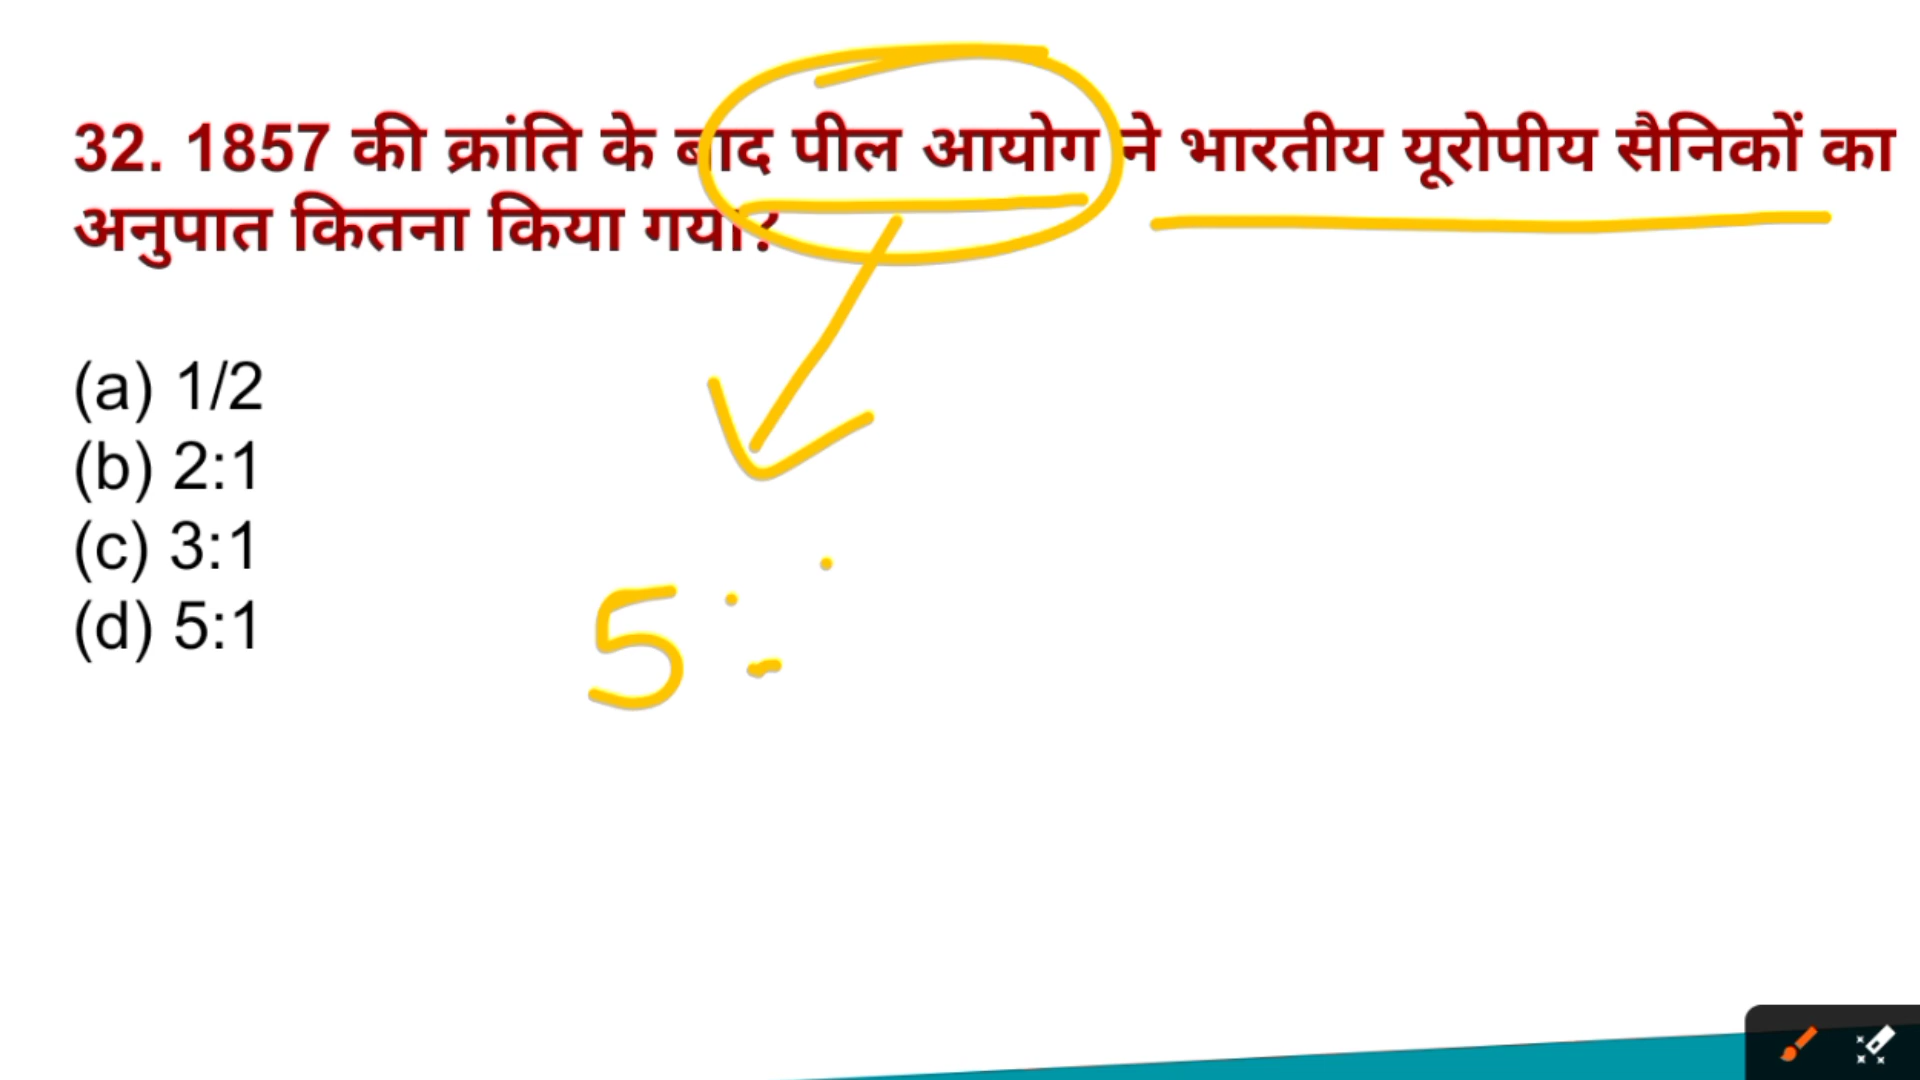 32. 1857 की क्रांति के बाद पील आयोग ने भारतीय यूरोपीय सैनिकों का
अनुपात कितना किया गया?
(a) 1/2
(b) 2:1
(c) 3:1
(d) 5:1
5 :